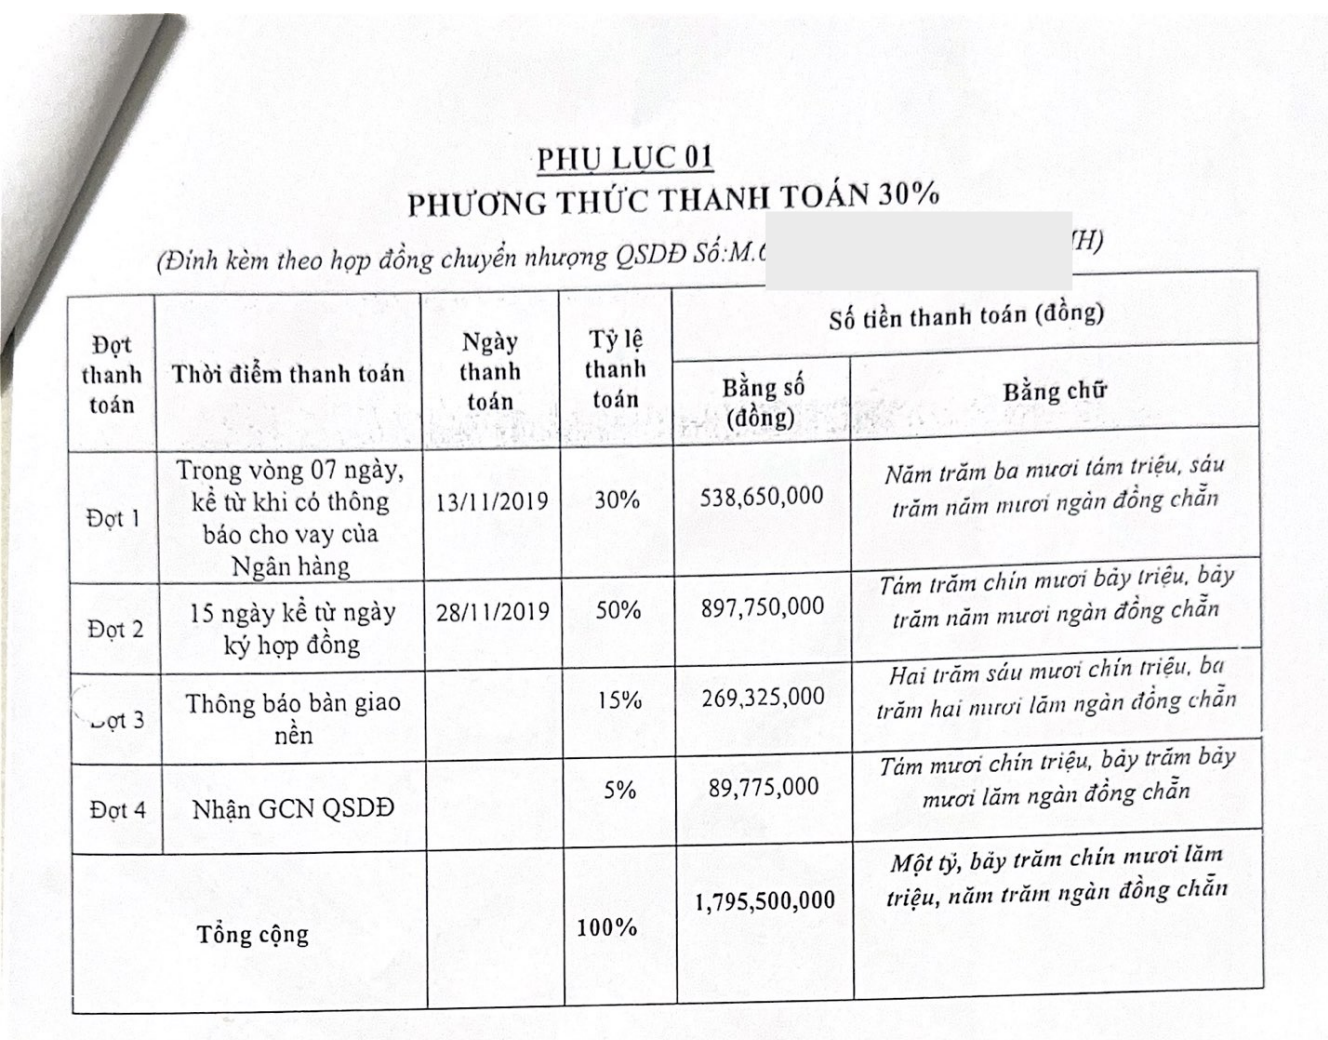 PHỤ LỤC 01
PHƯƠNG THỨC THANH TOÁN 30%
(Đính kèm theo hợp đồng chuyển nhượng QSDĐ Số:M. H)
Đợt
thanh
toán
Thời điểm thanh toán
Ngày
thanh
toán
Tỷ lệ
thanh
toán
Số tiền thanh toán (đồng)
Bằng số
(đồng)
Bằng chữ
Đợt 1
Trong vòng 07 ngày,
kể từ khi có thông
báo cho vay của
Ngân hàng
13/11/2019
30%
538,650,000
Năm trăm ba mươi tám triệu, sáu
trăm năm mươi ngàn đồng chẵn
Đợt 2
15 ngày kể từ ngày
ký hợp đồng
28/11/2019
50%
897,750,000
Tám trăm chín mươi bảy triệu, bảy
trăm năm mươi ngàn đồng chẵn
Đợt 3
Thông báo bàn giao
nền
15%
269,325,000
Hai trăm sáu mươi chín triệu, ba
trăm hai mươi lăm ngàn đồng chẵn
Đợt 4
Nhận GCN QSDĐ
5%
89,775,000
Tám mươi chín triệu, bảy trăm bảy
mươi lăm ngàn đồng chẵn
Tổng cộng
100%
1,795,500,000
Một tỷ, bảy trăm chín mươi lăm
triệu, năm trăm ngàn đồng chẵn